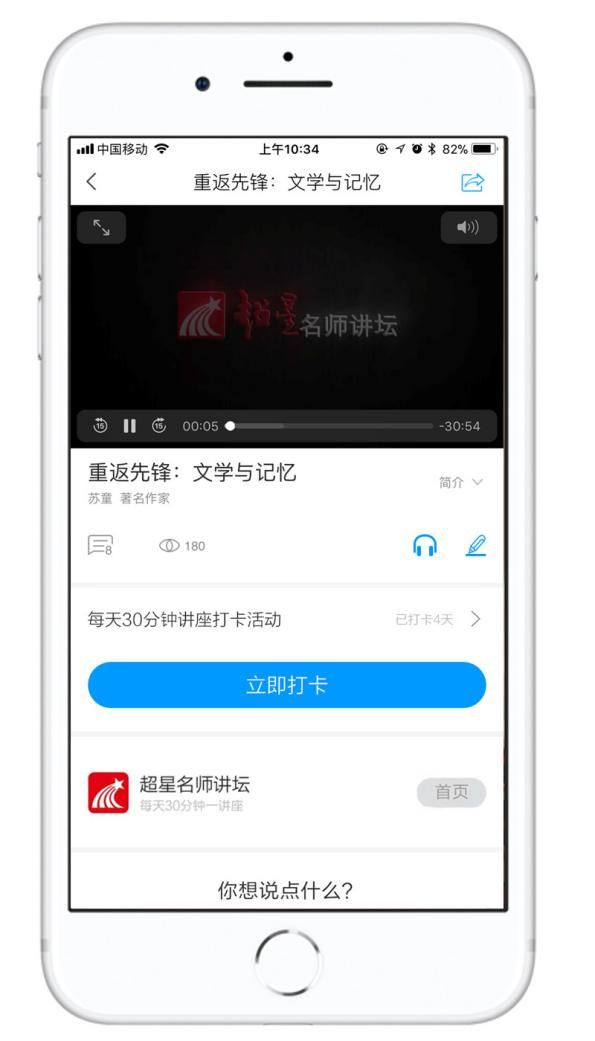 中国移动 上午10:34 82%
重返先锋：文学与记忆
超星名师讲坛
15 15 00:05 -30:54
重返先锋：文学与记忆
简介
苏童 著名作家
8 180
每天30分钟讲座打卡活动 已打卡4天
立即打卡
超星名师讲坛
每天30分钟一讲座
首页
你想说点什么?